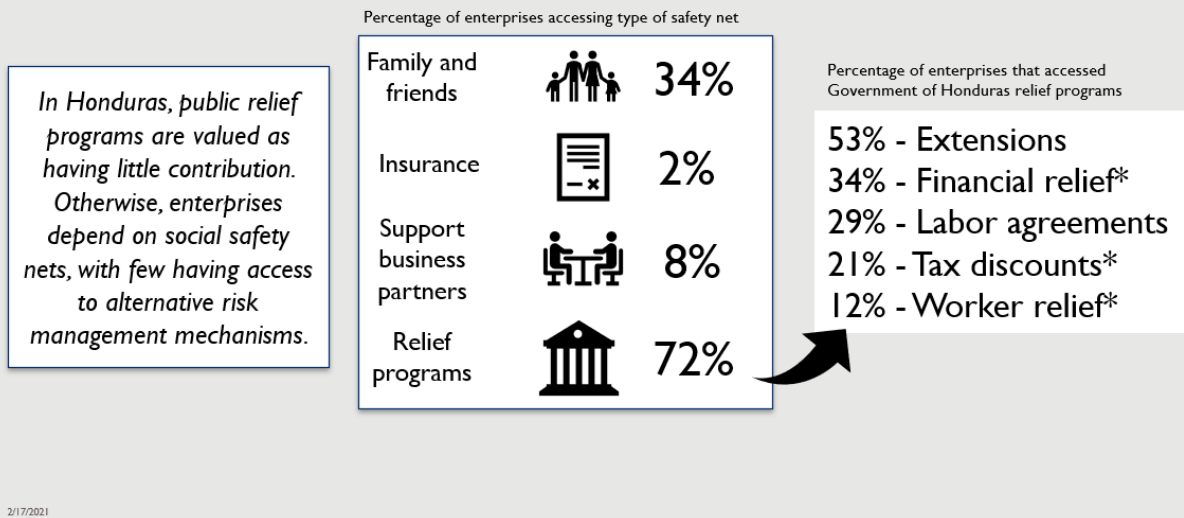 Percentage of enterprises accessing type of safety net
In Honduras, public relief
programs are valued as
having little contribution.
Otherwise, enterprises
depend on social safety
nets, with few having access
to alternative risk
management mechanisms.
Family and
friends
34%
Insurance
2%
Support
business
partners
8%
Relief
programs
72%
Percentage of enterprises that accessed
Government of Honduras relief programs
53% - Extensions
34% - Financial relief*
29% - Labor agreements
21% - Tax discounts*
12% - Worker relief*
2/17/2021